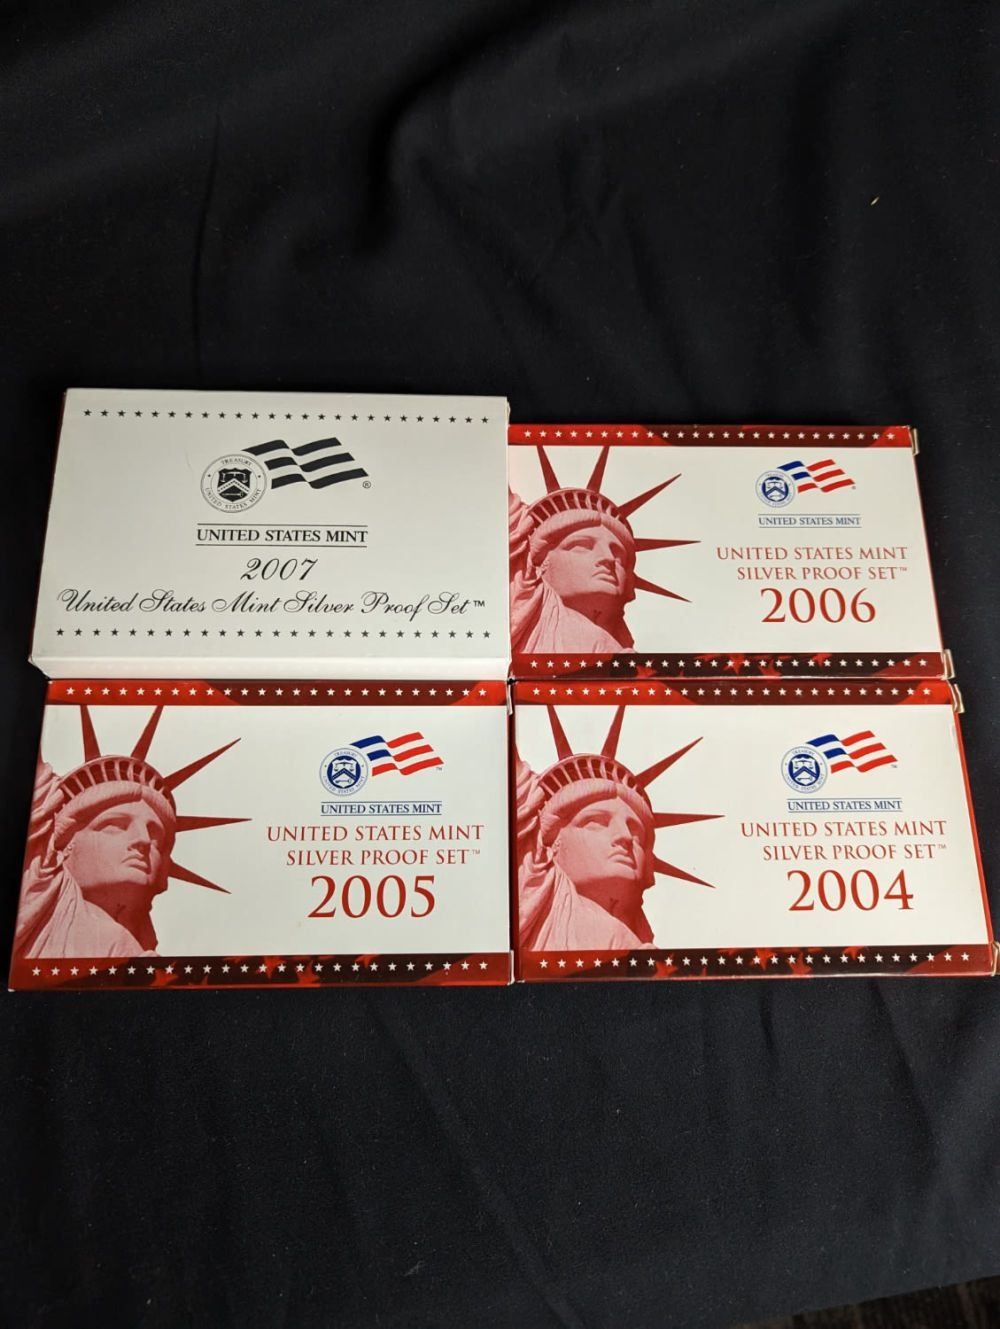 UNITED STATES MINT
2007
United States Mint Silver Proof Set™
UNITED STATES MINT
UNITED STATES MINT
SILVER PROOF SET™
2006
UNITED STATES MINT
UNITED STATES MINT
SILVER PROOF SET™
2005
UNITED STATES MINT
UNITED STATES MINT
SILVER PROOF SET™
2004